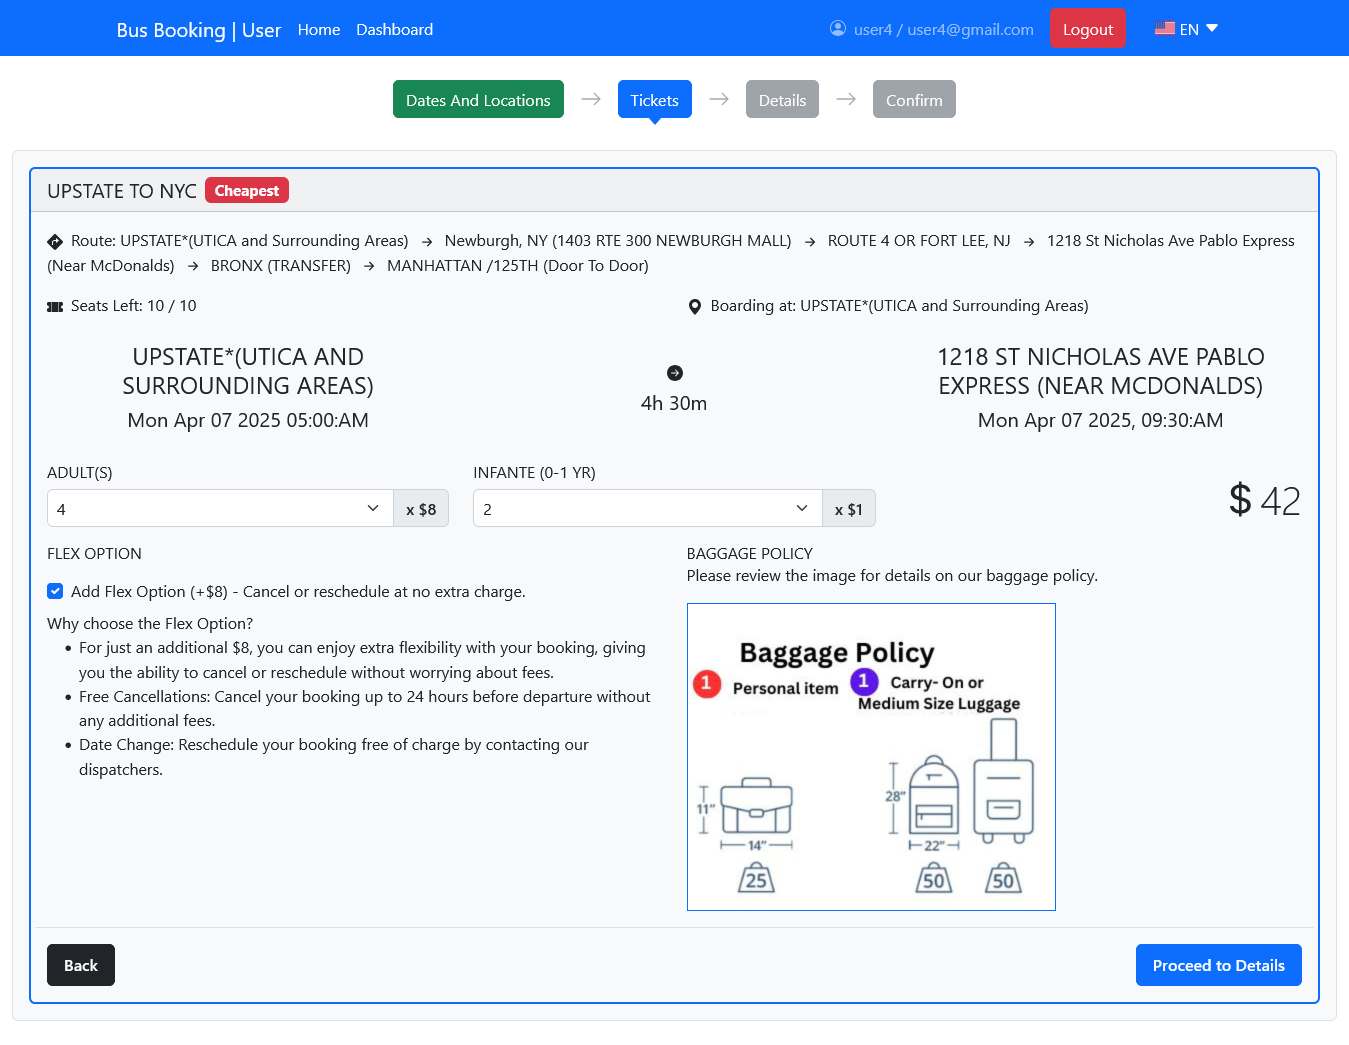 Bus Booking | User Home Dashboard user4 / user4@gmail.com Logout EN
Dates And Locations → Tickets → Details → Confirm
UPSTATE TO NYC Cheapest
Route: UPSTATE*(UTICA and Surrounding Areas) → Newburgh, NY (1403 RTE 300 NEWBURGH MALL) → ROUTE 4 OR FORT LEE, NJ → 1218 St Nicholas Ave Pablo Express
(Near McDonalds) → BRONX (TRANSFER) → MANHATTAN /125TH (Door To Door)
Seats Left: 10 / 10
Boarding at: UPSTATE*(UTICA and Surrounding Areas)
UPSTATE*(UTICA AND
SURROUNDING AREAS)
Mon Apr 07 2025 05:00:AM
4h 30m
1218 ST NICHOLAS AVE PABLO
EXPRESS (NEAR MCDONALDS)
Mon Apr 07 2025, 09:30:AM
ADULT(S)
4 x $8
INFANTE (0-1 YR)
2 x $1
$ 42
FLEX OPTION
Add Flex Option (+$8) - Cancel or reschedule at no extra charge.
Why choose the Flex Option?
• For just an additional $8, you can enjoy extra flexibility with your booking, giving
you the ability to cancel or reschedule without worrying about fees.
• Free Cancellations: Cancel your booking up to 24 hours before departure without
any additional fees.
• Date Change: Reschedule your booking free of charge by contacting our
dispatchers.
BAGGAGE POLICY
Please review the image for details on our baggage policy.
Baggage Policy
1 Personal item
1 Carry- On or
Medium Size Luggage
11"
14"
25
28"
22"
50
50
Back
Proceed to Details